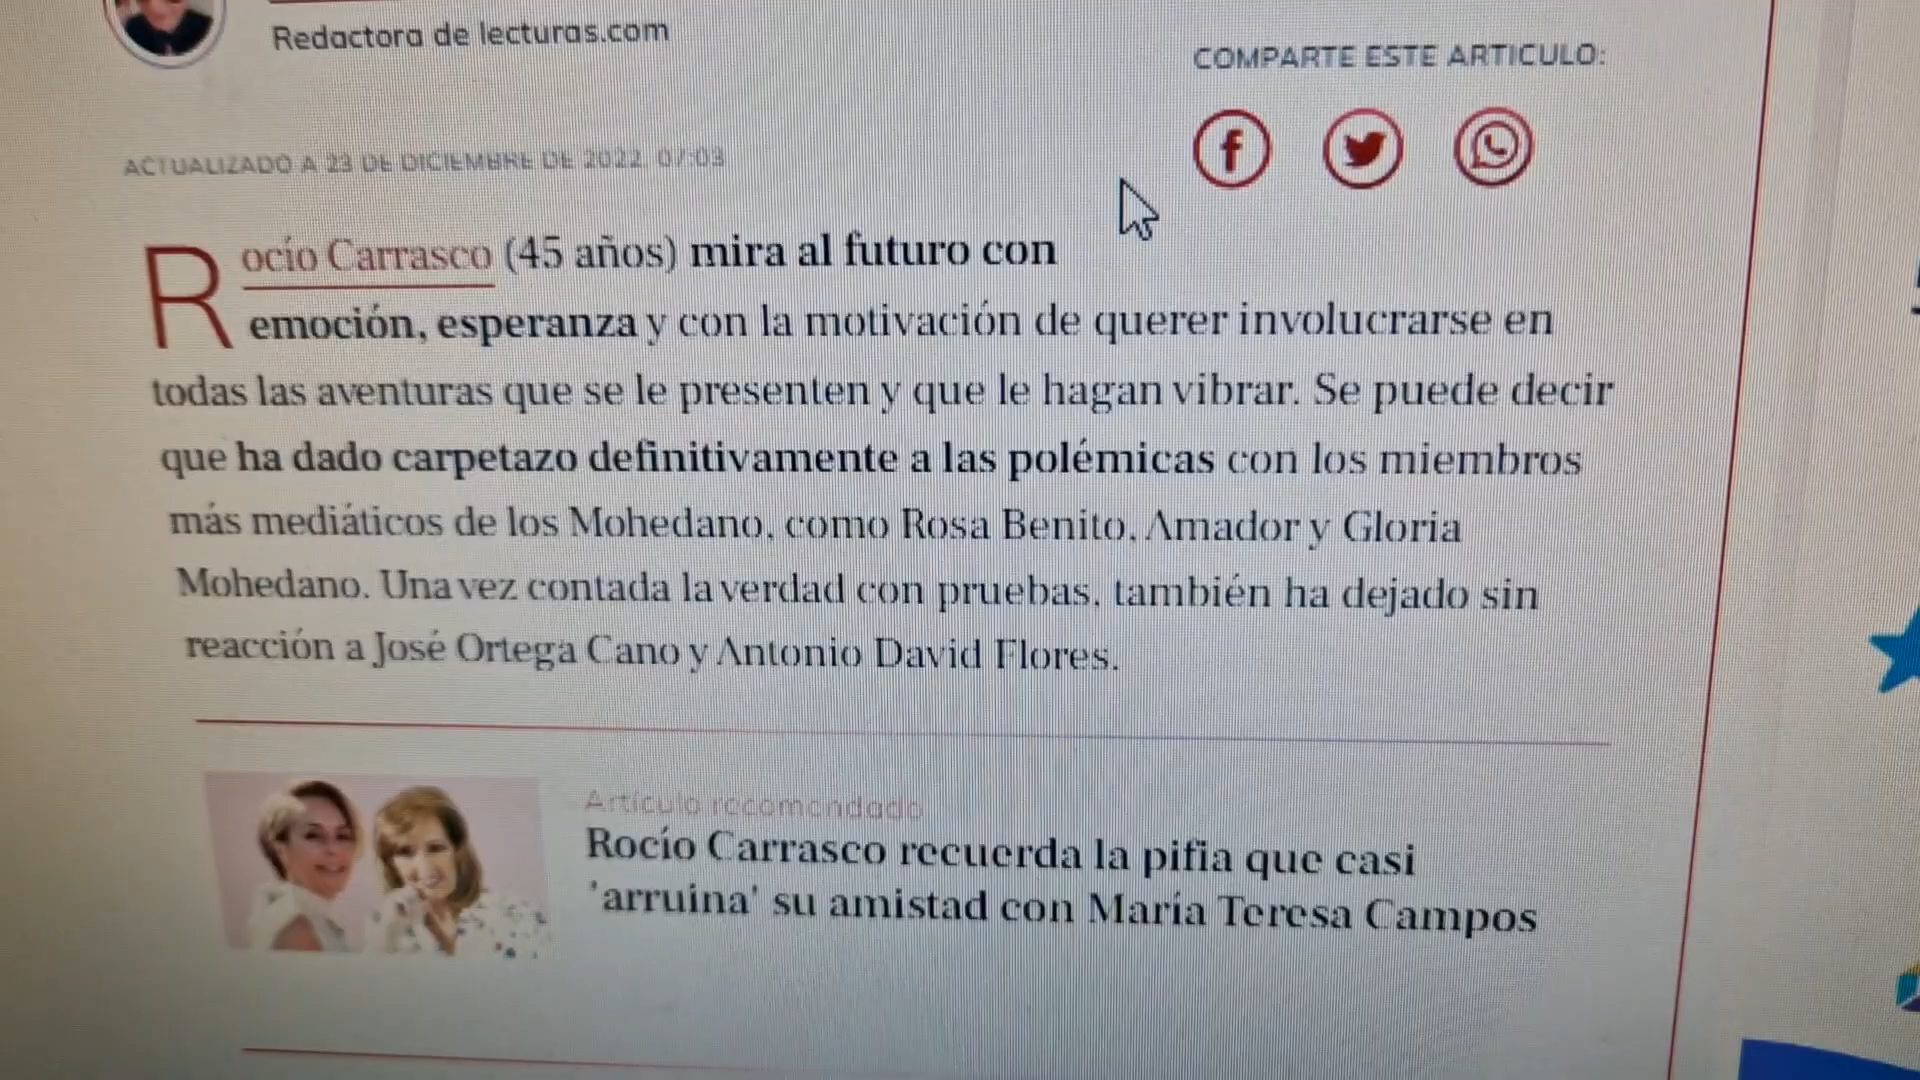 Redactora de lecturas.com
COMPARTE ESTE ARTICULO:
ACTUALIZADO A 23 DE DICIEMBRE DE 2022, 07:03
Rocío Carrasco (45 años) mira al futuro con
emoción, esperanza y con la motivación de querer involucrarse en
todas las aventuras que se le presenten y que le hagan vibrar. Se puede decir
que ha dado carpetazo definitivamente a las polémicas con los miembros
más mediáticos de los Mohedano, como Rosa Benito, Amador y Gloria
Mohedano. Una vez contada la verdad con pruebas, también ha dejado sin
reacción a José Ortega Cano y Antonio David Flores.
Artículo recomendado
Rocío Carrasco recuerda la pifia que casi
'arruina' su amistad con María Teresa Campos